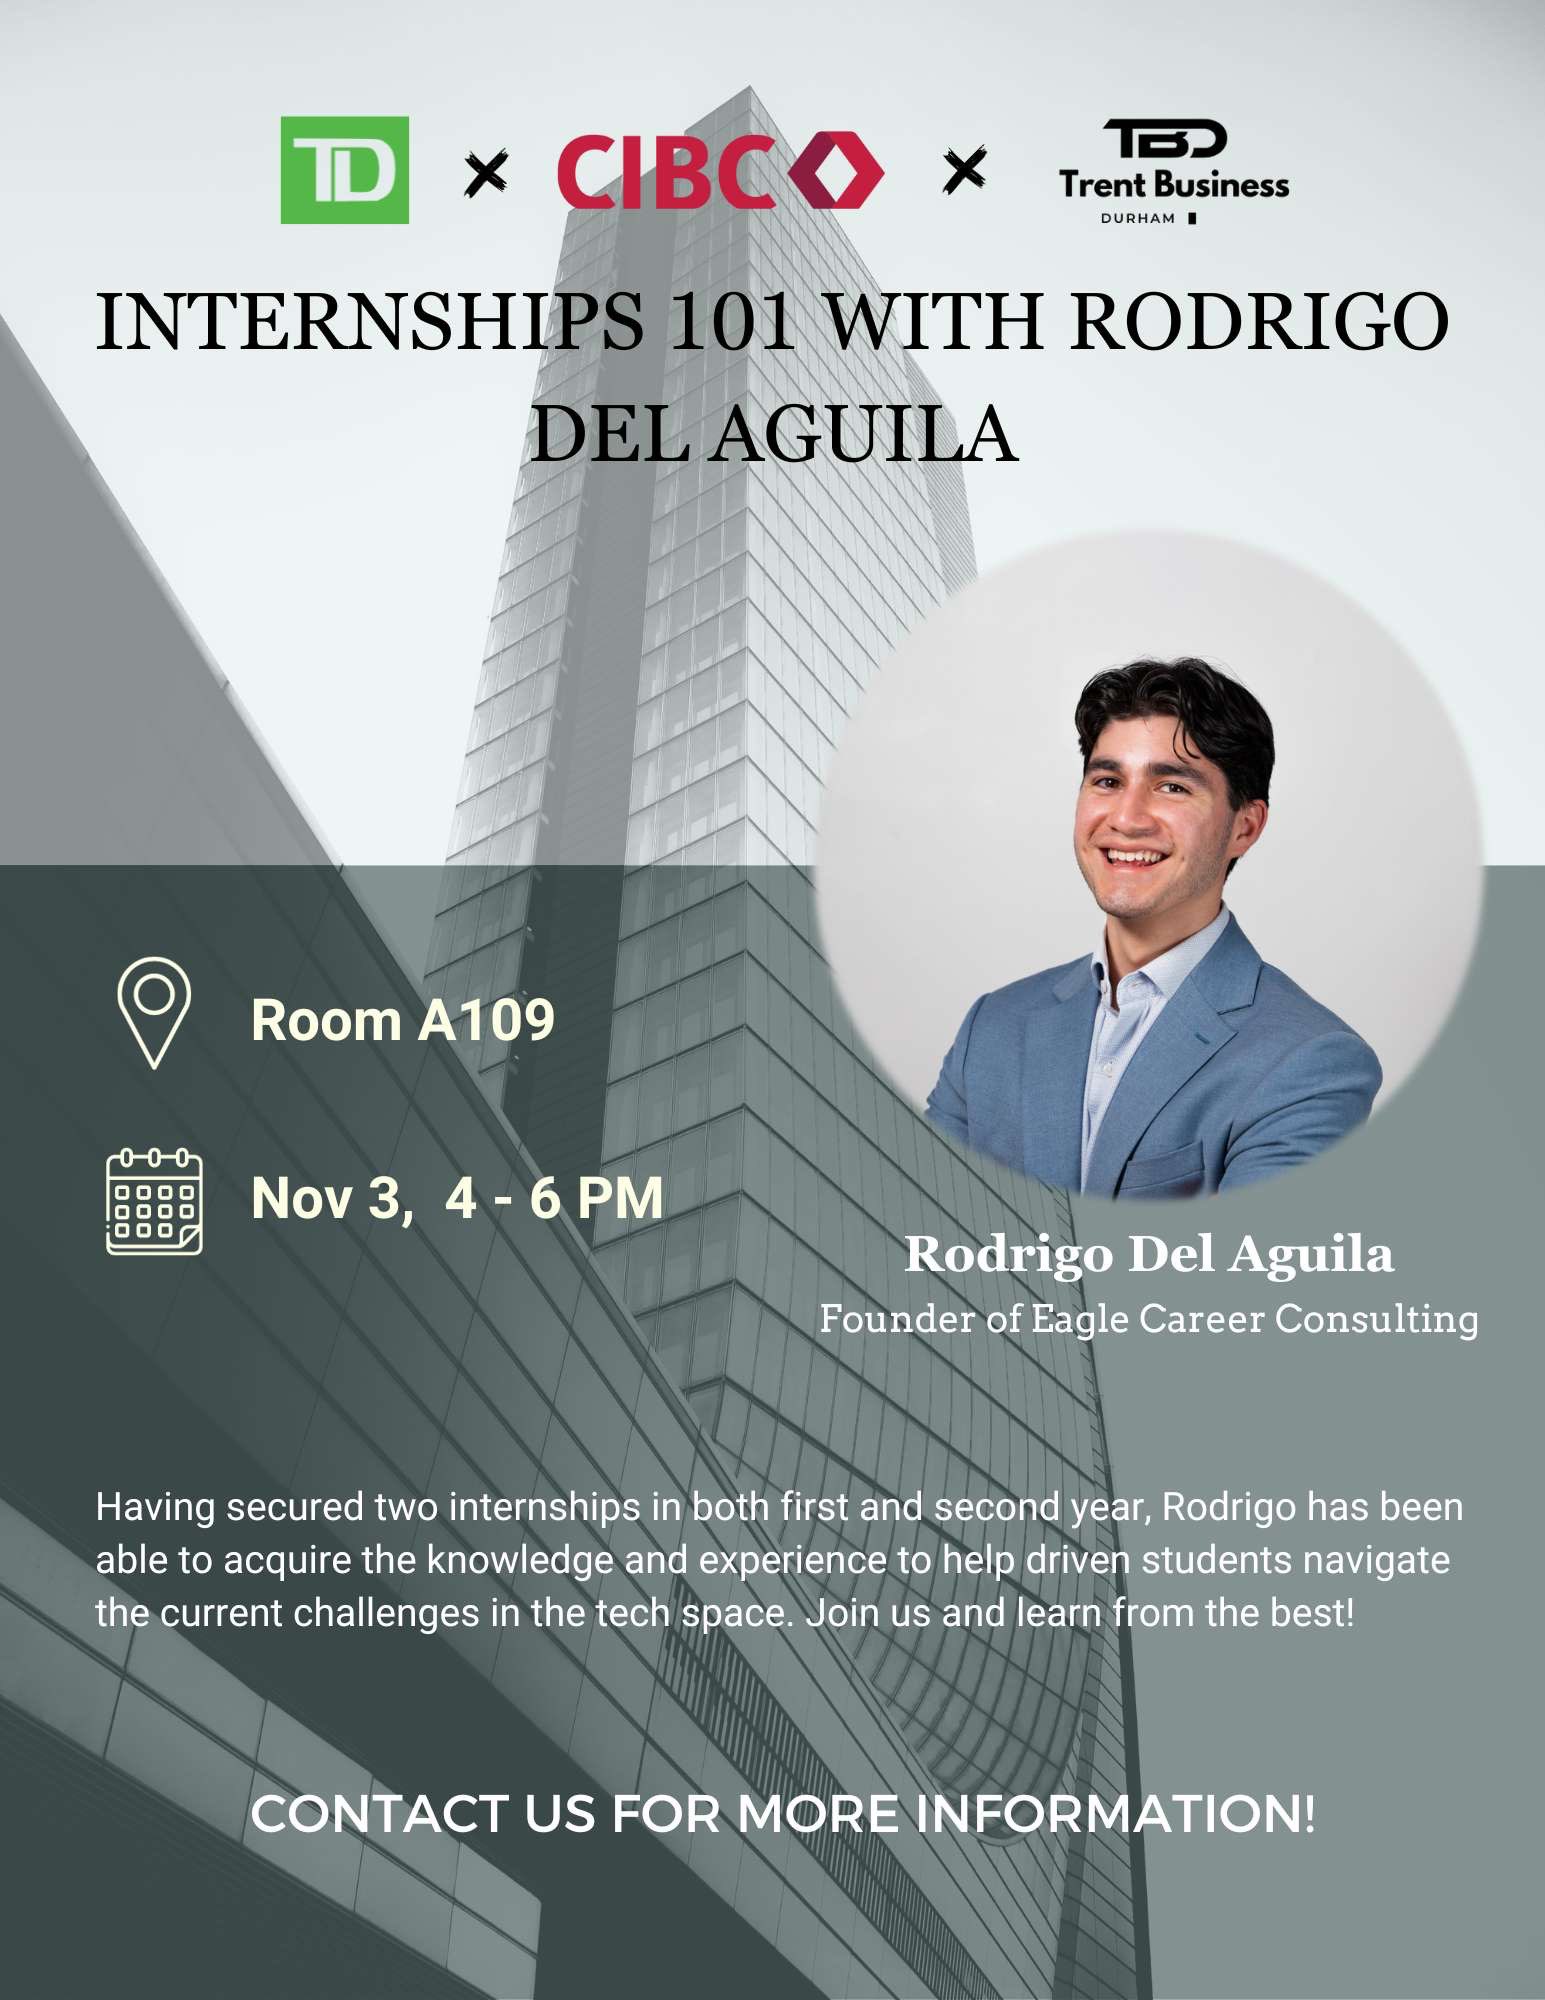 TD
CIBC
TBD
Trent Business
DURHAM
INTERNSHIPS 101 WITH RODRIGO
DEL AGUILA
Room A109
Nov 3, 4 - 6 PM
Rodrigo Del Aguila
Founder of Eagle Career Consulting
Having secured two internships in both first and second year, Rodrigo has been
able to acquire the knowledge and experience to help driven students navigate
the current challenges in the tech space. Join us and learn from the best!
CONTACT US FOR MORE INFORMATION!